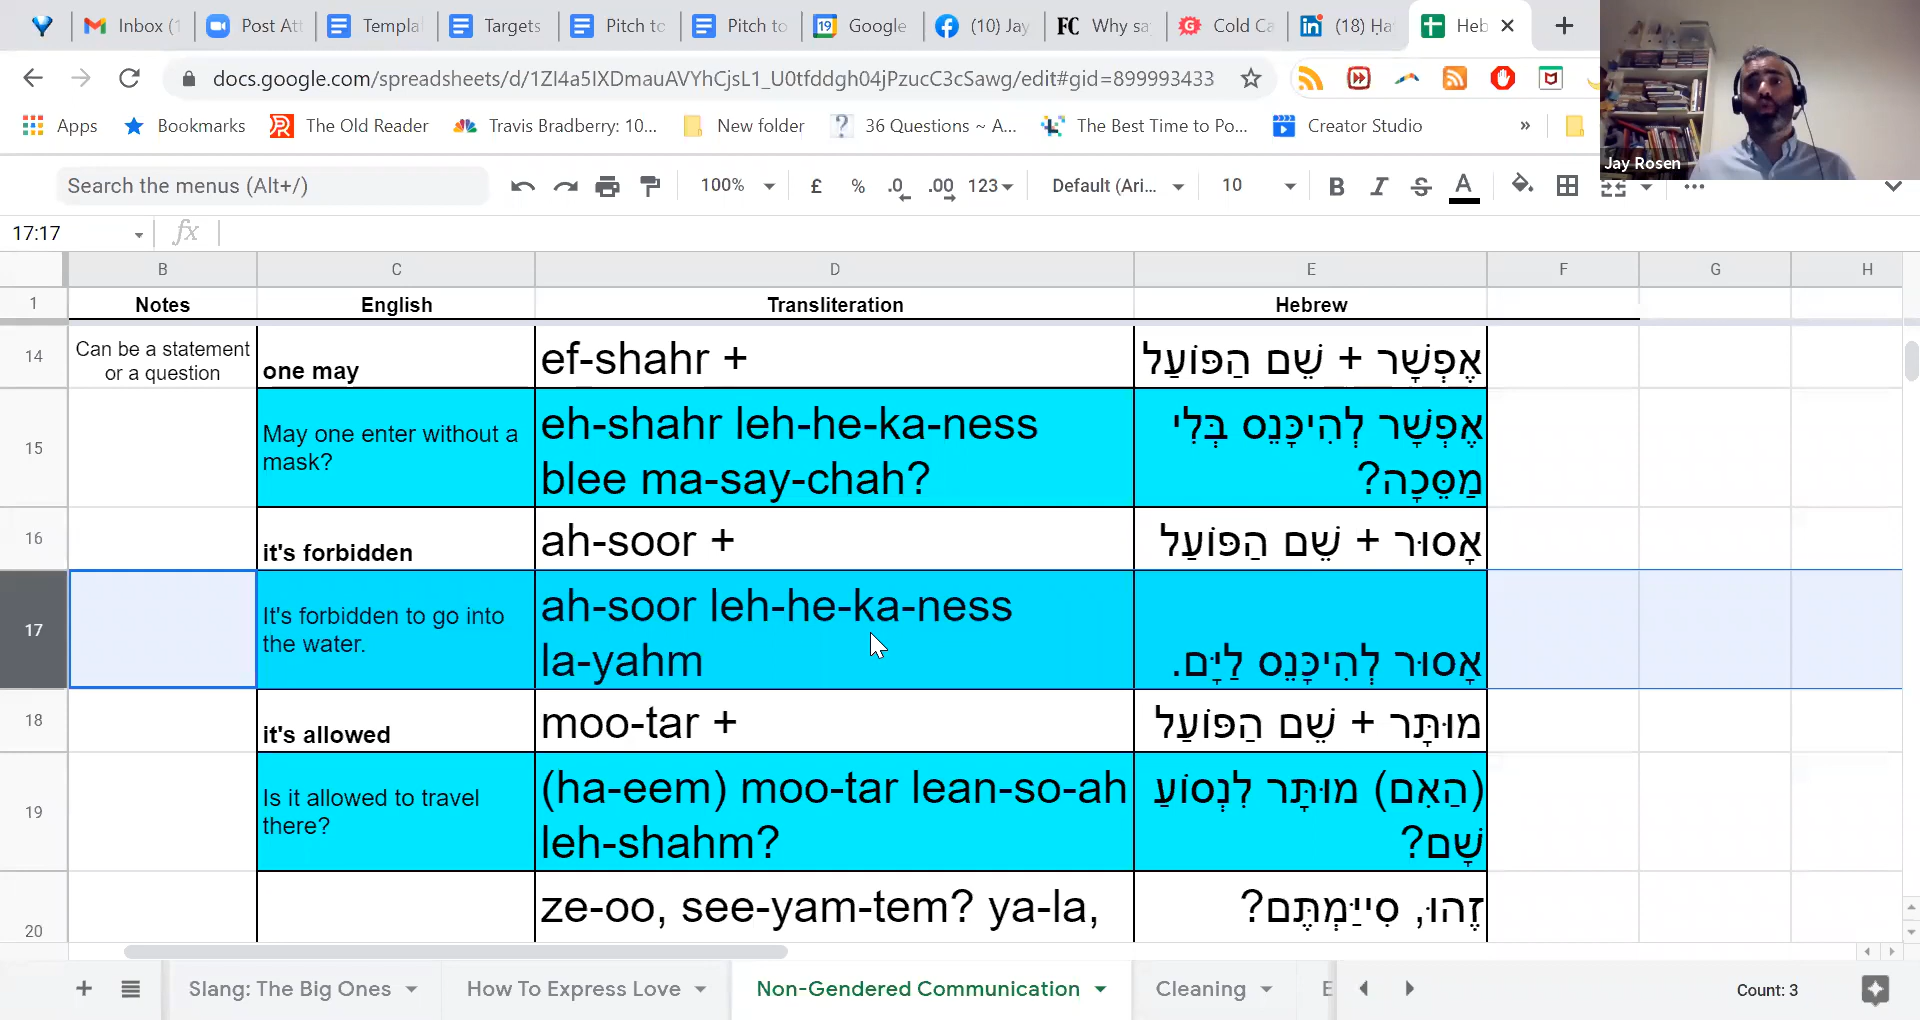 Inbox (1
Post Att
Templa
Targets
Pitch to
Pitch to
19
Google
(10) Jay
FC
Why sa
Cold Ca
(18) Ha
Heb
docs.google.com/spreadsheets/d/1ZI4a5IXDmauAVYhCjsL1_U0tfddgh04jPzucC3cSawg/edit#gid=899993433
Apps
Bookmarks
The Old Reader
Travis Bradberry: 10...
New folder
36 Questions ~ A...
The Best Time to Po...
Creator Studio
»
Jay Rosen
Search the menus (Alt+/)
100%
£
%
.0
.00
123
Default (Ari...
10
B
I
S
A
17:17
fx
B C D E F G H
1 Notes English Transliteration Hebrew
14
Can be a statement
or a question
one may
ef-shahr +
אֶפְשָׁר + שֵׁם הַפּוֹעַל
15
May one enter without a
mask?
eh-shahr leh-he-ka-ness
blee ma-say-chah?
אֶפְשָׁר לְהִיכָּנֵס בְּלִי
מַסֵּכָה?
16
it's forbidden
ah-soor +
אָסוּר + שֵׁם הַפּוֹעַל
17
It's forbidden to go into
the water.
ah-soor leh-he-ka-ness
la-yahm
אָסוּר לְהִיכָּנֵס לַיָּם.
18
it's allowed
moo-tar +
מוּתָּר + שֵׁם הַפּוֹעַל
19
Is it allowed to travel
there?
(ha-eem) moo-tar lean-so-ah
leh-shahm?
(הַאִם) מוּתָּר לִנְסוֹעַ
שָׁם?
20
ze-oo, see-yam-tem? ya-la,
זֶהוּ, סִייַּמְתֶּם?
Slang: The Big Ones
How To Express Love
Non-Gendered Communication
Cleaning
E
Count: 3